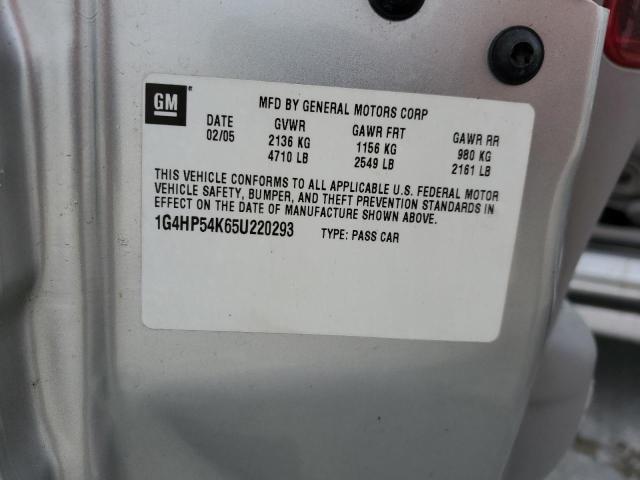 GM
MFD BY GENERAL MOTORS CORP
DATE GVWR GAWR FRT GAWR RR
02/05 2136 KG 1156 KG 980 KG
4710 LB 2549 LB 2161 LB
THIS VEHICLE CONFORMS TO ALL APPLICABLE U.S. FEDERAL MOTOR
VEHICLE SAFETY, BUMPER, AND THEFT PREVENTION STANDARDS IN
EFFECT ON THE DATE OF MANUFACTURE SHOWN ABOVE.
1G4HP54K65U220293 TYPE: PASS CAR